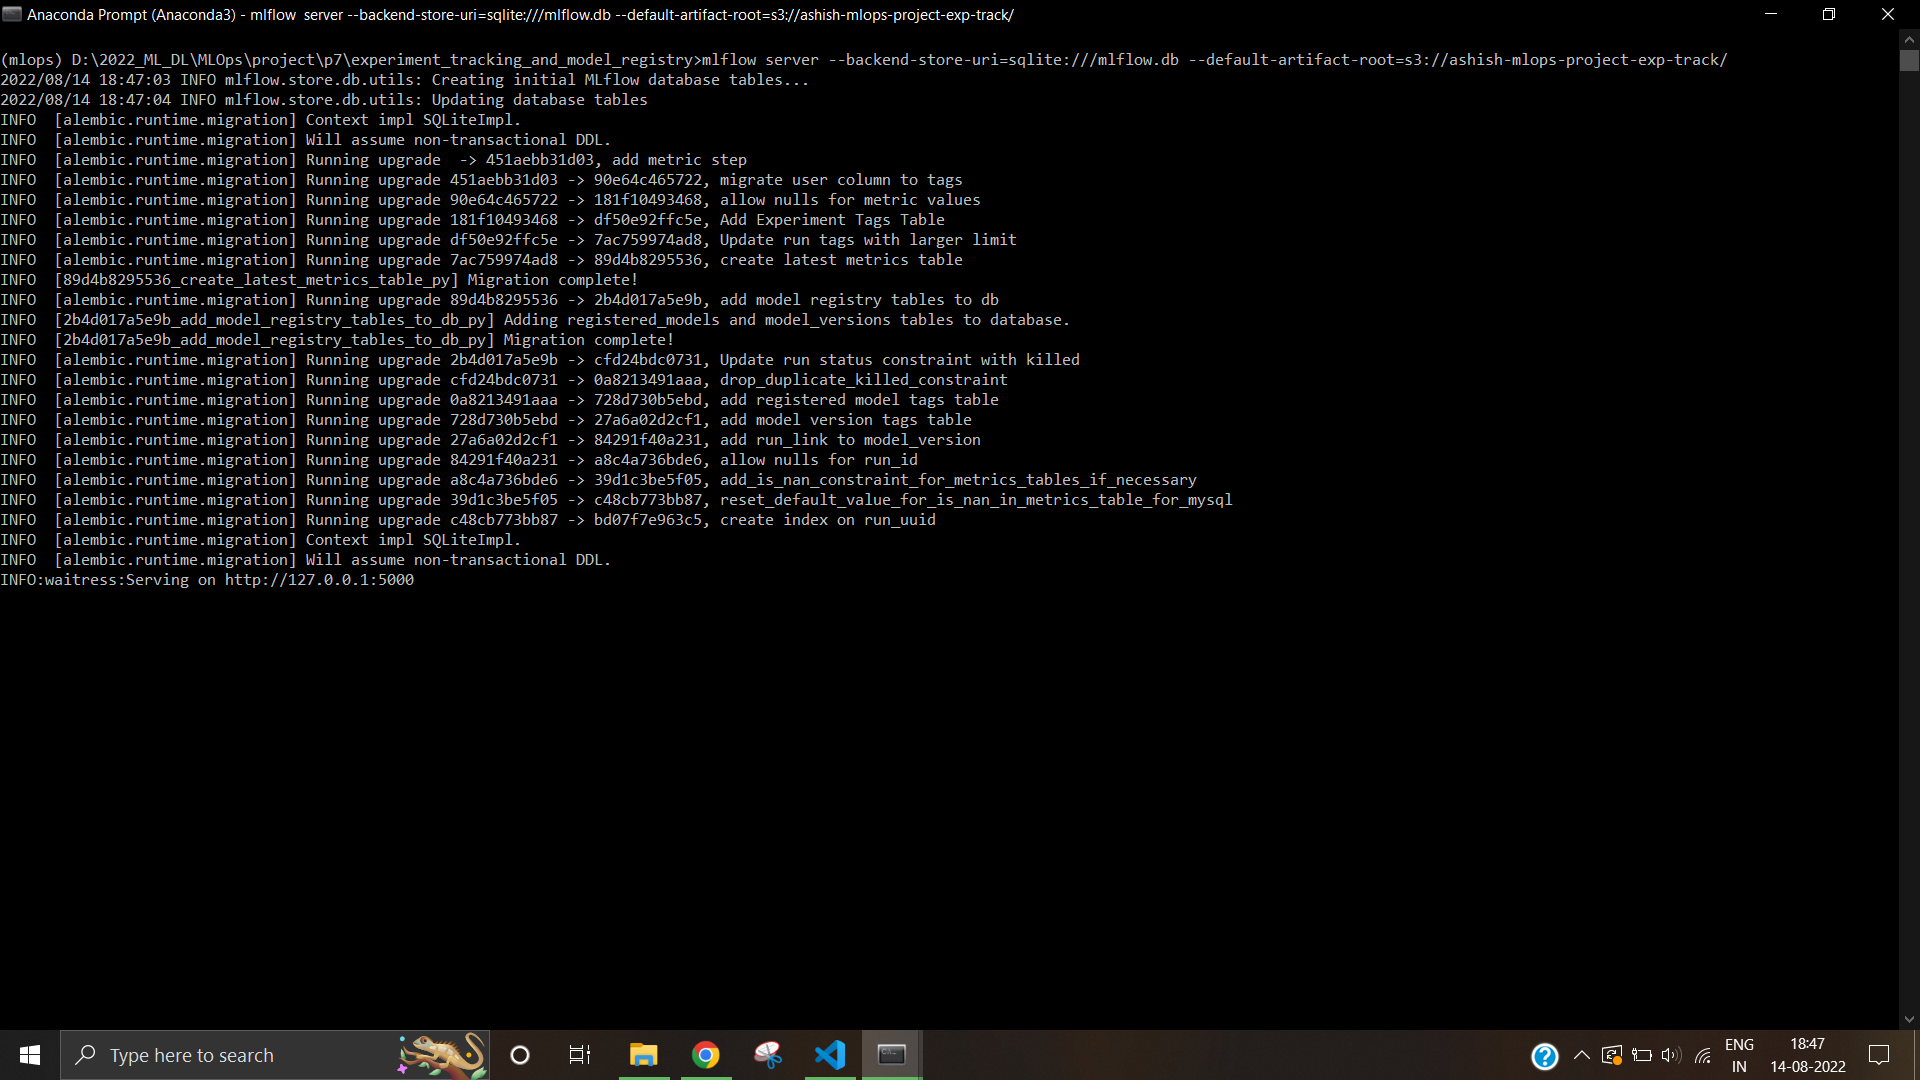 Anaconda Prompt (Anaconda3) - mlflow  server --backend-store-uri=sqlite:///mlflow.db --default-artifact-root=s3://ashish-mlops-project-exp-track/
(mlops) D:\2022_ML_DL\MLOps\project\p7\experiment_tracking_and_model_registry>mlflow server --backend-store-uri=sqlite:///mlflow.db --default-artifact-root=s3://ashish-mlops-project-exp-track/
2022/08/14 18:47:03 INFO mlflow.store.db.utils: Creating initial MLflow database tables...
2022/08/14 18:47:04 INFO mlflow.store.db.utils: Updating database tables
INFO  [alembic.runtime.migration] Context impl SQLiteImpl.
INFO  [alembic.runtime.migration] Will assume non-transactional DDL.
INFO  [alembic.runtime.migration] Running upgrade  -> 451aebb31d03, add metric step
INFO  [alembic.runtime.migration] Running upgrade 451aebb31d03 -> 90e64c465722, migrate user column to tags
INFO  [alembic.runtime.migration] Running upgrade 90e64c465722 -> 181f10493468, allow nulls for metric values
INFO  [alembic.runtime.migration] Running upgrade 181f10493468 -> df50e92ffc5e, Add Experiment Tags Table
INFO  [alembic.runtime.migration] Running upgrade df50e92ffc5e -> 7ac759974ad8, Update run tags with larger limit
INFO  [alembic.runtime.migration] Running upgrade 7ac759974ad8 -> 89d4b8295536, create latest metrics table
INFO  [89d4b8295536_create_latest_metrics_table_py] Migration complete!
INFO  [alembic.runtime.migration] Running upgrade 89d4b8295536 -> 2b4d017a5e9b, add model registry tables to db
INFO  [2b4d017a5e9b_add_model_registry_tables_to_db_py] Adding registered_models and model_versions tables to database.
INFO  [2b4d017a5e9b_add_model_registry_tables_to_db_py] Migration complete!
INFO  [alembic.runtime.migration] Running upgrade 2b4d017a5e9b -> cfd24bdc0731, Update run status constraint with killed
INFO  [alembic.runtime.migration] Running upgrade cfd24bdc0731 -> 0a8213491aaa, drop_duplicate_killed_constraint
INFO  [alembic.runtime.migration] Running upgrade 0a8213491aaa -> 728d730b5ebd, add registered model tags table
INFO  [alembic.runtime.migration] Running upgrade 728d730b5ebd -> 27a6a02d2cf1, add model version tags table
INFO  [alembic.runtime.migration] Running upgrade 27a6a02d2cf1 -> 84291f40a231, add run_link to model_version
INFO  [alembic.runtime.migration] Running upgrade 84291f40a231 -> a8c4a736bde6, allow nulls for run_id
INFO  [alembic.runtime.migration] Running upgrade a8c4a736bde6 -> 39d1c3be5f05, add_is_nan_constraint_for_metrics_tables_if_necessary
INFO  [alembic.runtime.migration] Running upgrade 39d1c3be5f05 -> c48cb773bb87, reset_default_value_for_is_nan_in_metrics_table_for_mysql
INFO  [alembic.runtime.migration] Running upgrade c48cb773bb87 -> bd07f7e963c5, create index on run_uuid
INFO  [alembic.runtime.migration] Context impl SQLiteImpl.
INFO  [alembic.runtime.migration] Will assume non-transactional DDL.
INFO:waitress:Serving on http://127.0.0.1:5000
Type here to search
ENG
IN
18:47
14-08-2022